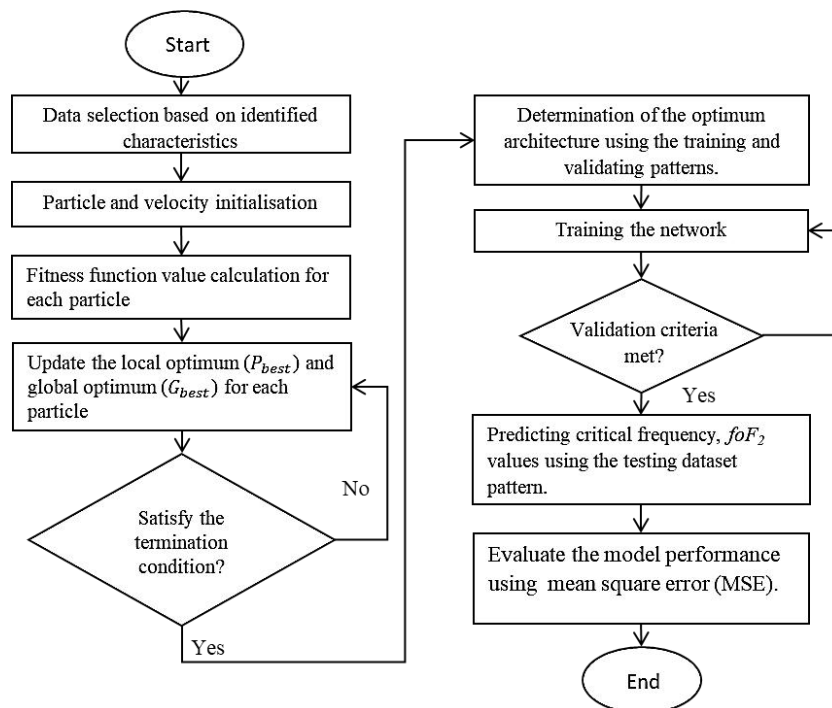 Start
Data selection based on identified
characteristics
Particle and velocity initialisation
Fitness function value calculation for
each particle
Update the local optimum (P_best) and
global optimum (G_best) for each
particle
No
Satisfy the
termination
condition?
Yes
Determination of the optimum
architecture using the training and
validating patterns.
Training the network
Validation criteria
met?
Yes
Predicting critical frequency, foF₂
values using the testing dataset
pattern.
Evaluate the model performance
using mean square error (MSE).
End